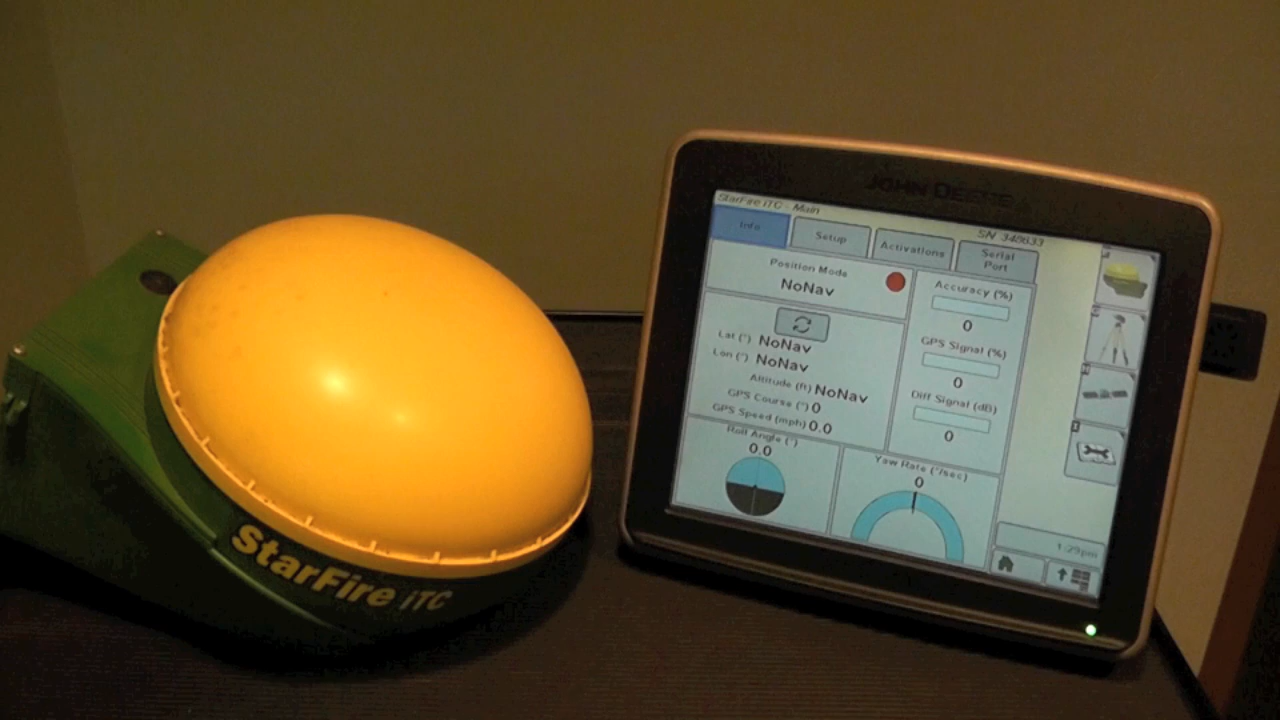 StarFire iTC
JOHN DEERE
StarFire iTC - Main
SN 348633
Info
Setup
Activations
Serial
Port
Position Mode
NoNav
Lat (°) NoNav
Lon (°) NoNav
Altitude (ft) NoNav
GPS Course (°) 0
GPS Speed (mph) 0.0
Accuracy (%)
0
GPS Signal (%)
0
Diff Signal (dB)
0
Roll Angle (°)
0.0
Yaw Rate (°/sec)
0
1:29pm